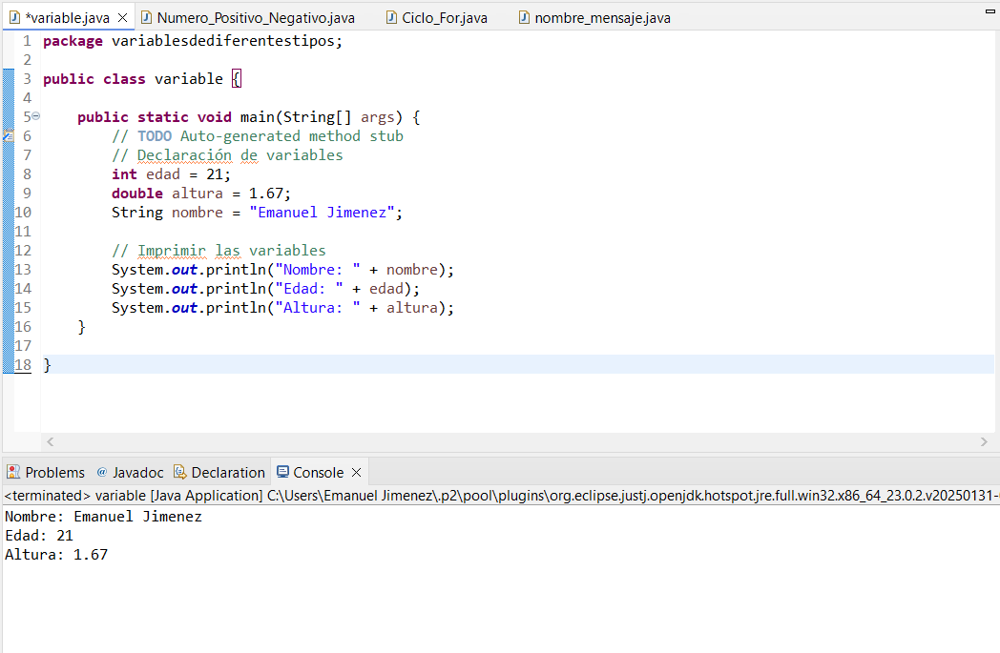 *variable.java Numero_Positivo_Negativo.java Ciclo_For.java nombre_mensaje.java
1 package variablesdediferentestipos;
2
3 public class variable {
4
5 public static void main(String[] args) {
6 // TODO Auto-generated method stub
7 // Declaración de variables
8 int edad = 21;
9 double altura = 1.67;
10 String nombre = "Emanuel Jimenez";
11
12 // Imprimir las variables
13 System.out.println("Nombre: " + nombre);
14 System.out.println("Edad: " + edad);
15 System.out.println("Altura: " + altura);
16 }
17
18 }
Problems @ Javadoc Declaration Console
<terminated> variable [Java Application] C:\Users\Emanuel Jimenez\.p2\pool\plugins\org.eclipse.justj.openjdk.hotspot.jre.full.win32.x86_64_23.0.2.v20250131-
Nombre: Emanuel Jimenez
Edad: 21
Altura: 1.67